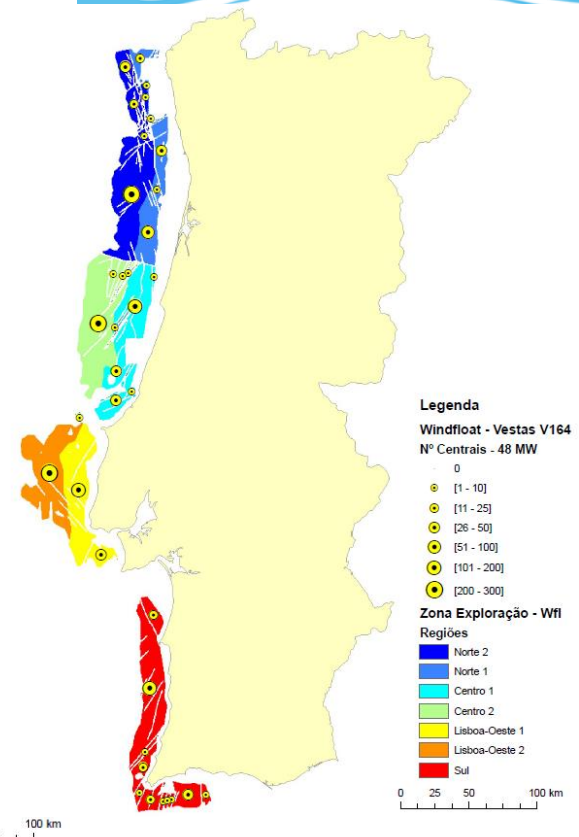 Legenda
Windfloat - Vestas V164
Nº Centrais - 48 MW
0
[1 - 10]
[11 - 25]
[26 - 50]
[51 - 100]
[101 - 200]
[200 - 300]
Zona Exploração - Wfl
Regiões
Norte 2
Norte 1
Centro 1
Centro 2
Lisboa-Oeste 1
Lisboa-Oeste 2
Sul
0 25 50 100 km
100 km